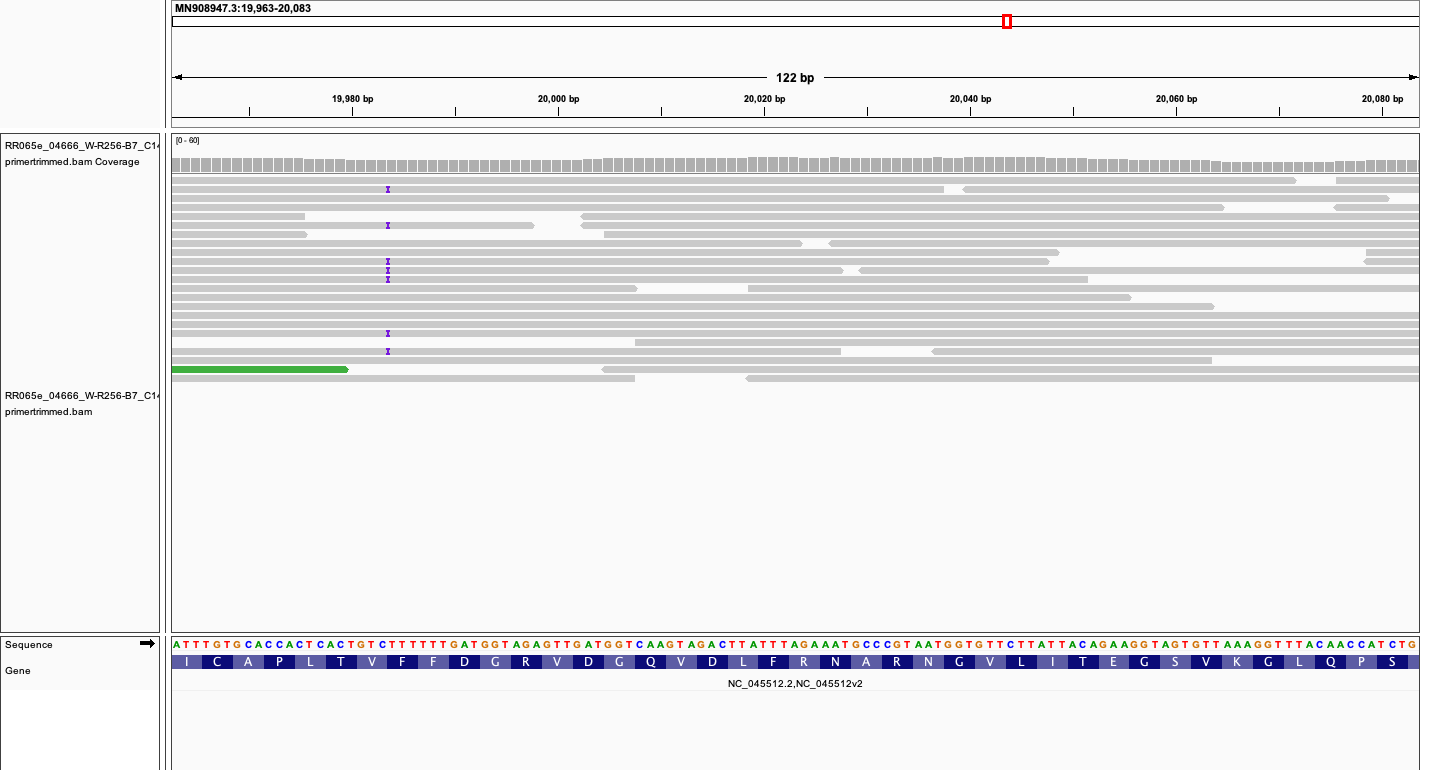 MN908947.3:19,963-20,083
122 bp
19,980 bp 20,000 bp 20,020 bp 20,040 bp 20,060 bp 20,080 bp
RR065e_04666_W-R256-B7_C14
primertrimmed.bam Coverage
[0 - 60]
RR065e_04666_W-R256-B7_C14
primertrimmed.bam
Sequence
ATTTGTGCACCACTCACTGTCTTTTTTGATGGTAGAGTTGATGGTCAAGTAGACTTATTTAGAAATGCCCGTAATGGTGTTCTTATTACAGAAGGTAGTGTTAAAGGTTTACAACCATCTG
Gene
I C A P L T V F F D G R V D G Q V D L F R N A R N G V L I T E G S V K G L Q P S
NC_045512.2,NC_045512v2